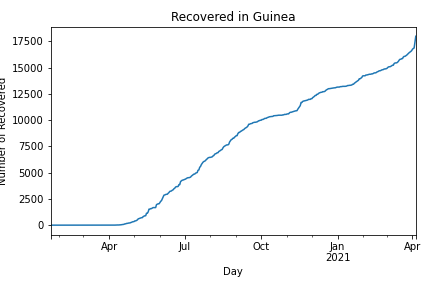 Recovered in Guinea
17500
15000
12500
10000
7500
5000
2500
0
Number of Recovered
Apr
Jul
Oct
Jan
2021
Apr
Day